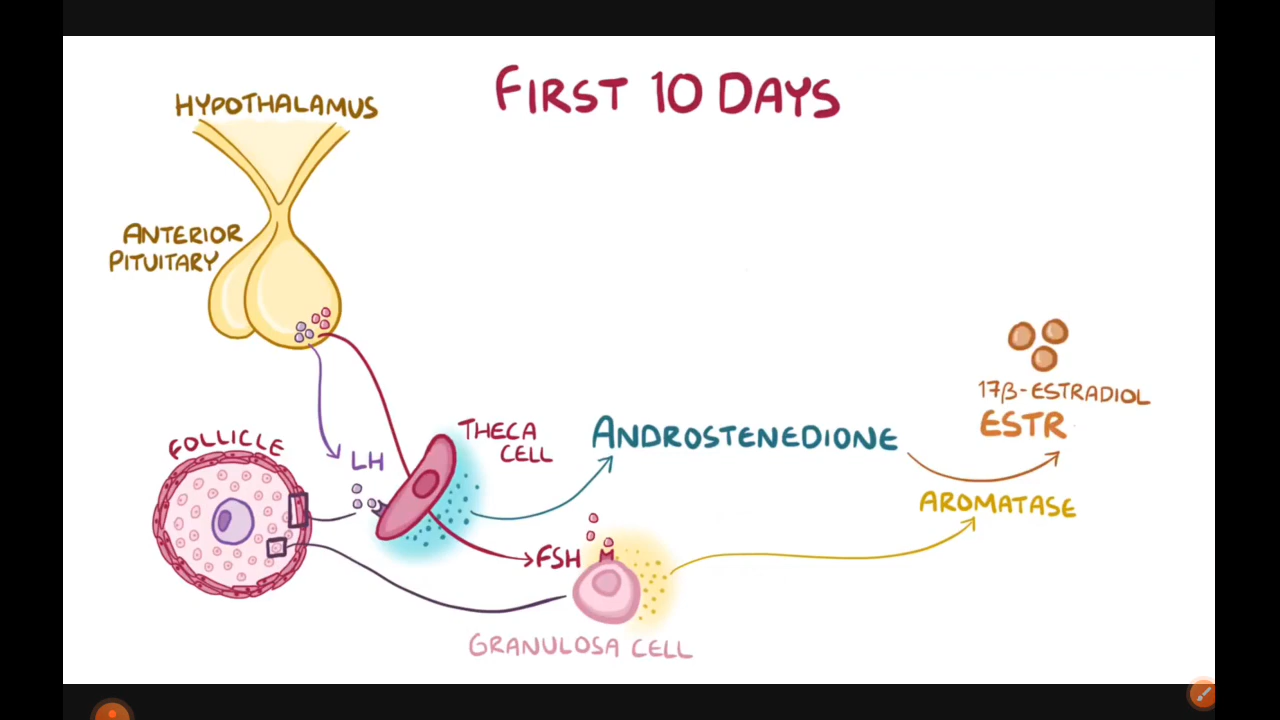 FIRST 10 DAYS
HYPOTHALAMUS
ANTERIOR
PITUITARY
FOLLICLE
LH
THECA
CELL
ANDROSTENEDIONE
17β-ESTRADIOL
ESTR
AROMATASE
FSH
GRANULOSA CELL